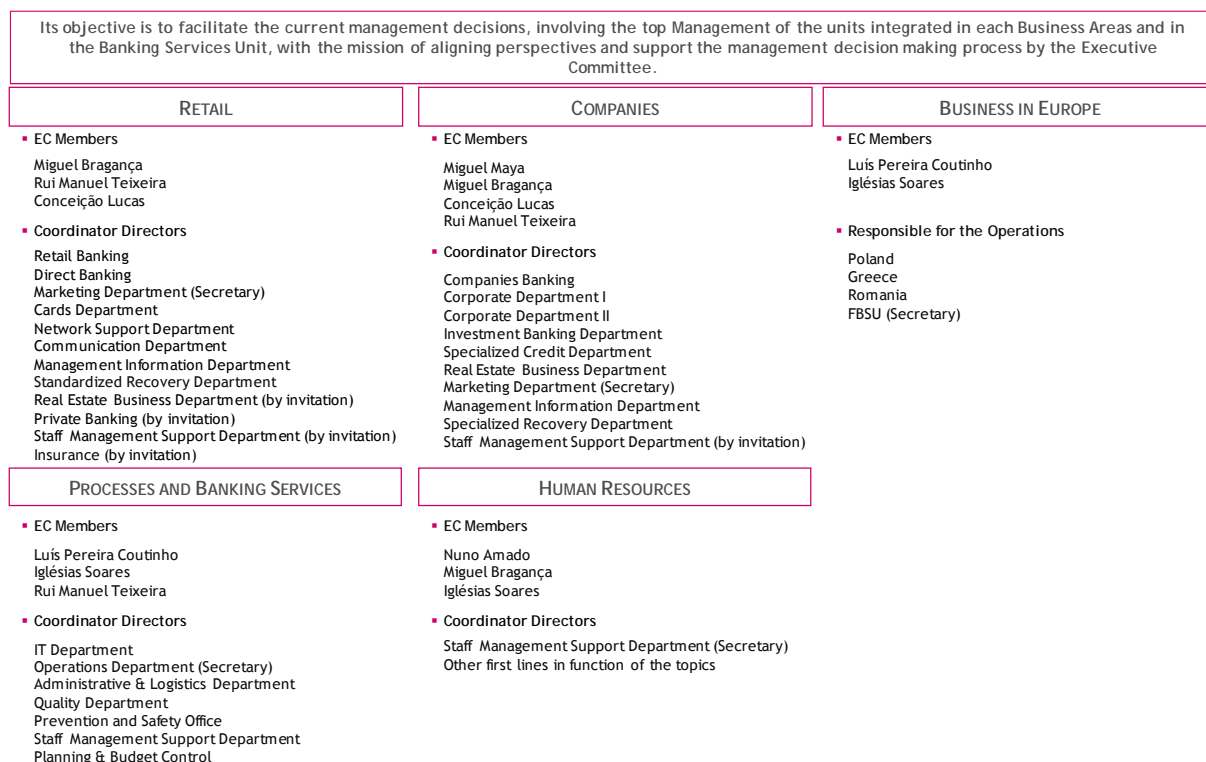 Its objective is to facilitate the current management decisions, involving the top Management of the units integrated in each Business Areas and in
the Banking Services Unit, with the mission of aligning perspectives and support the management decision making process by the Executive
Committee.
RETAIL
▪ EC Members
Miguel Bragança
Rui Manuel Teixeira
Conceição Lucas
▪ Coordinator Directors
Retail Banking
Direct Banking
Marketing Department (Secretary)
Cards Department
Network Support Department
Communication Department
Management Information Department
Standardized Recovery Department
Real Estate Business Department (by invitation)
Private Banking (by invitation)
Staff Management Support Department (by invitation)
Insurance (by invitation)
COMPANIES
▪ EC Members
Miguel Maya
Miguel Bragança
Conceição Lucas
Rui Manuel Teixeira
▪ Coordinator Directors
Companies Banking
Corporate Department I
Corporate Department II
Investment Banking Department
Specialized Credit Department
Real Estate Business Department
Marketing Department (Secretary)
Management Information Department
Specialized Recovery Department
Staff Management Support Department (by invitation)
BUSINESS IN EUROPE
▪ EC Members
Luís Pereira Coutinho
Iglésias Soares
▪ Responsible for the Operations
Poland
Greece
Romania
FBSU (Secretary)
PROCESSES AND BANKING SERVICES
▪ EC Members
Luís Pereira Coutinho
Iglésias Soares
Rui Manuel Teixeira
▪ Coordinator Directors
IT Department
Operations Department (Secretary)
Administrative & Logistics Department
Quality Department
Prevention and Safety Office
Staff Management Support Department
Planning & Budget Control
HUMAN RESOURCES
▪ EC Members
Nuno Amado
Miguel Bragança
Iglésias Soares
▪ Coordinator Directors
Staff Management Support Department (Secretary)
Other first lines in function of the topics